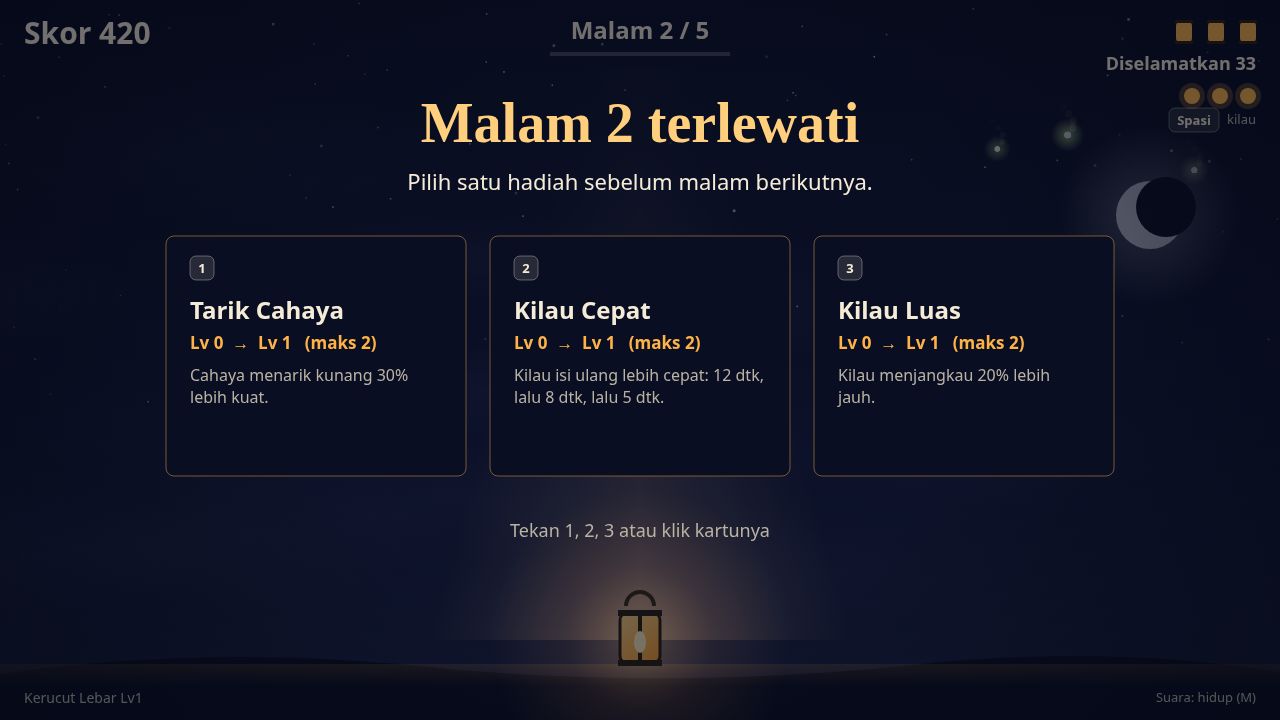 Skor 420
Malam 2 / 5
Diselamatkan 33
Spasi kilau
Malam 2 terlewati
Pilih satu hadiah sebelum malam berikutnya.
1
Tarik Cahaya
Lv 0 → Lv 1 (maks 2)
Cahaya menarik kunang 30%
lebih kuat.
2
Kilau Cepat
Lv 0 → Lv 1 (maks 2)
Kilau isi ulang lebih cepat: 12 dtk,
lalu 8 dtk, lalu 5 dtk.
3
Kilau Luas
Lv 0 → Lv 1 (maks 2)
Kilau menjangkau 20% lebih
jauh.
Tekan 1, 2, 3 atau klik kartunya
Kerucut Lebar Lv1
Suara: hidup (M)